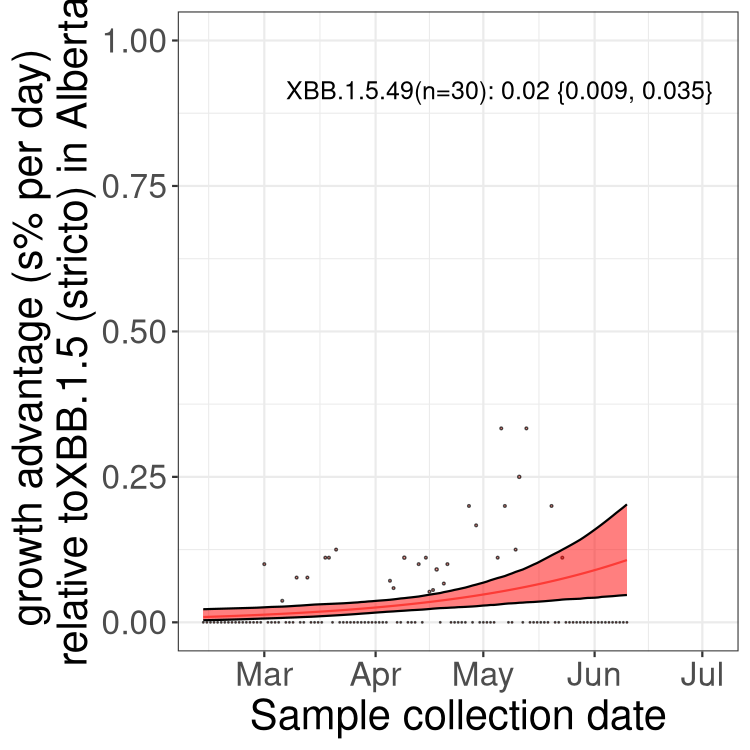 growth advantage (s% per day)
relative toXBB.1.5 (stricto) in Alberta
1.00
0.75
0.50
0.25
0.00
XBB.1.5.49(n=30): 0.02 {0.009, 0.035}
Mar Apr May Jun Jul
Sample collection date